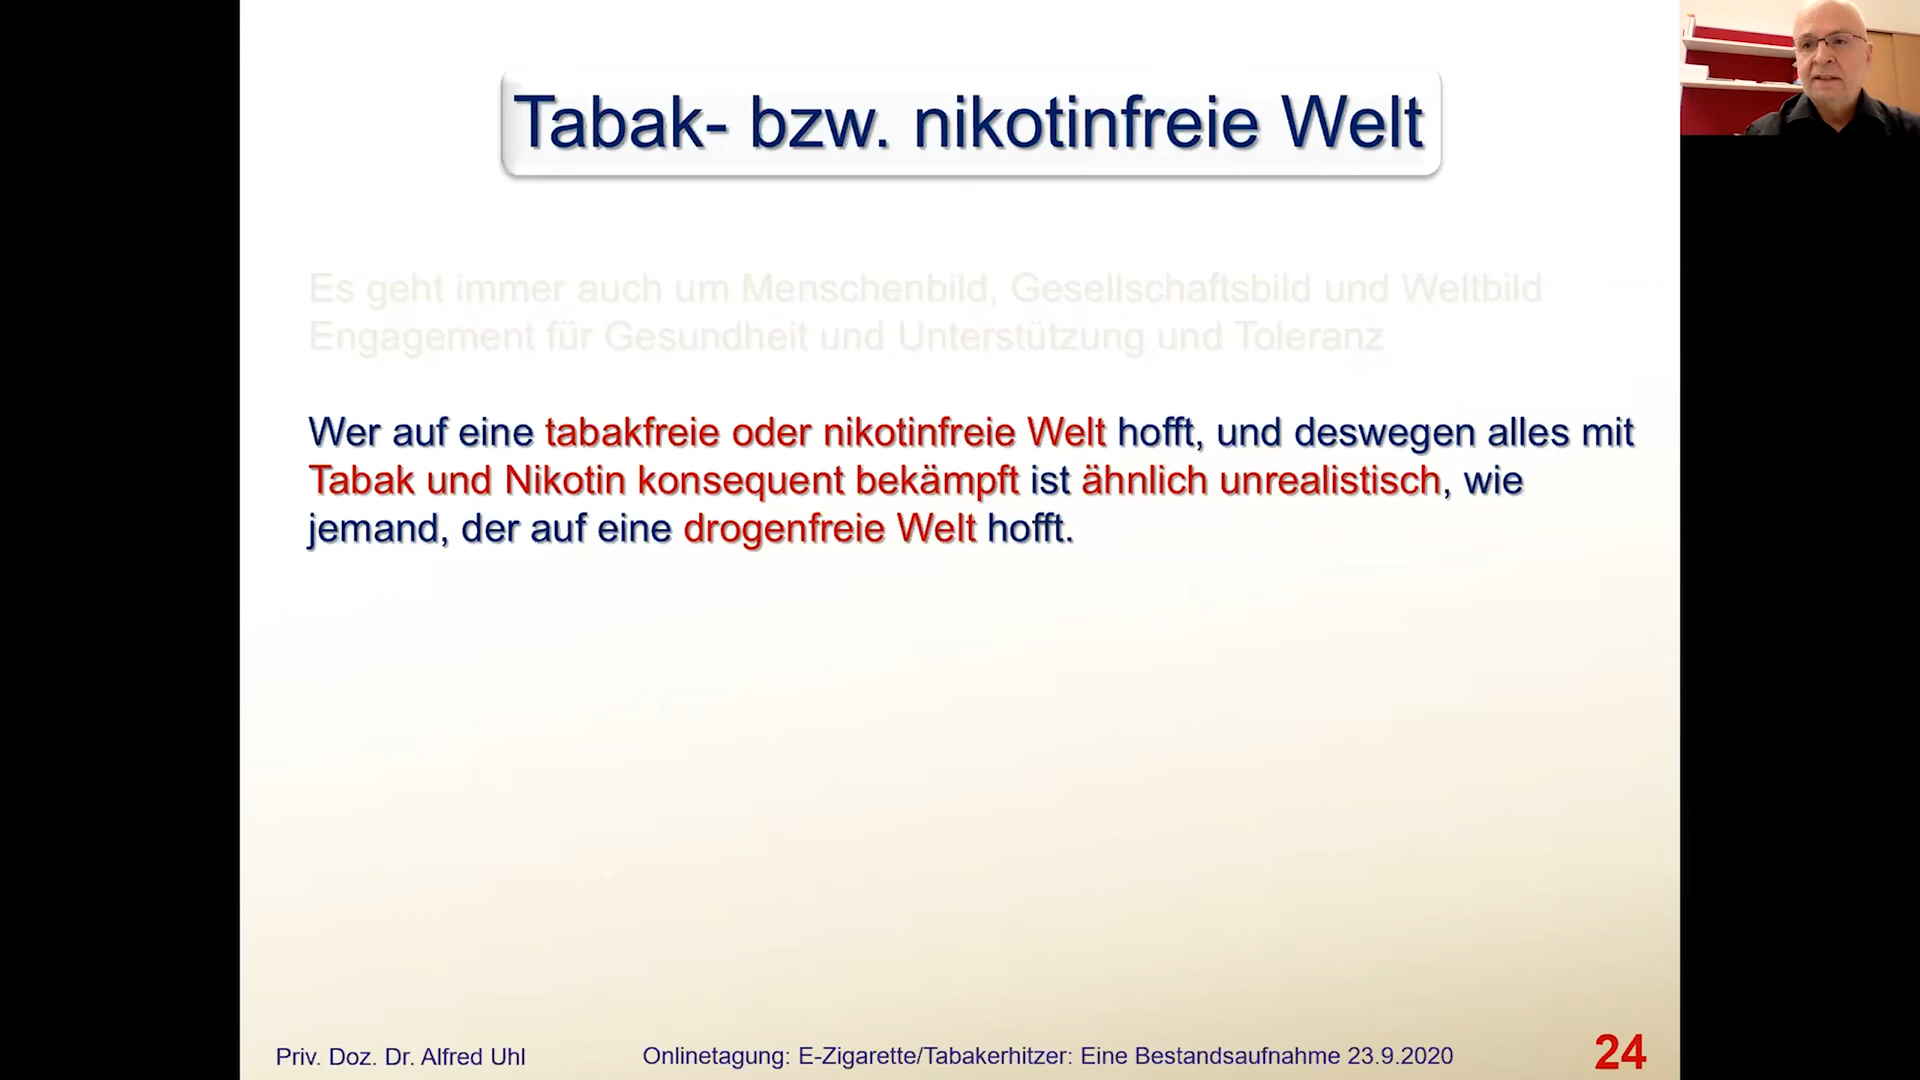 Tabak- bzw. nikotinfreie Welt
Es geht immer auch um Menschenbild, Gesellschaftsbild und Weltbild
Engagement für Gesundheit und Unterstützung und Toleranz
Wer auf eine tabakfreie oder nikotinfreie Welt hofft, und deswegen alles mit
Tabak und Nikotin konsequent bekämpft ist ähnlich unrealistisch, wie
jemand, der auf eine drogenfreie Welt hofft.
Priv. Doz. Dr. Alfred Uhl
Onlinetagung: E-Zigarette/Tabakerhitzer: Eine Bestandsaufnahme 23.9.2020
24